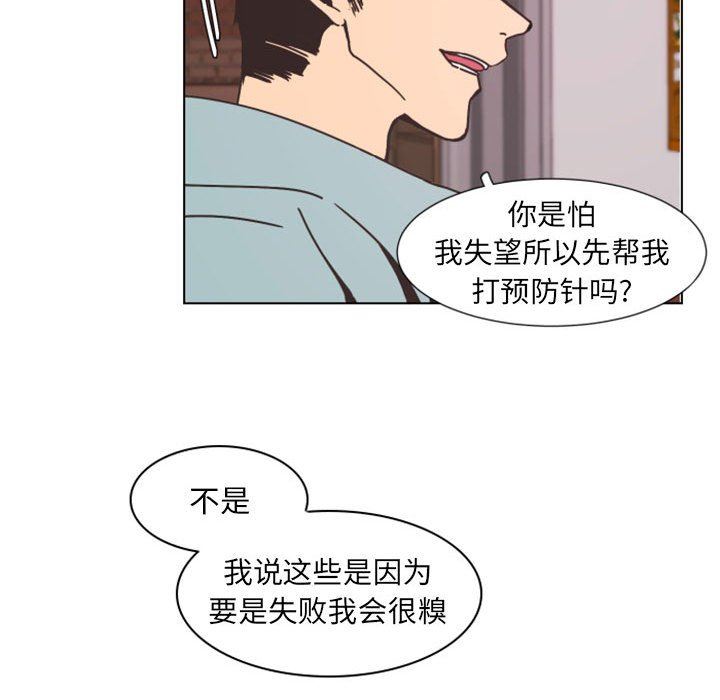 你是怕
我失望所以先帮我
打预防针吗?
不是
我说这些是因为
要是失败我会很糗